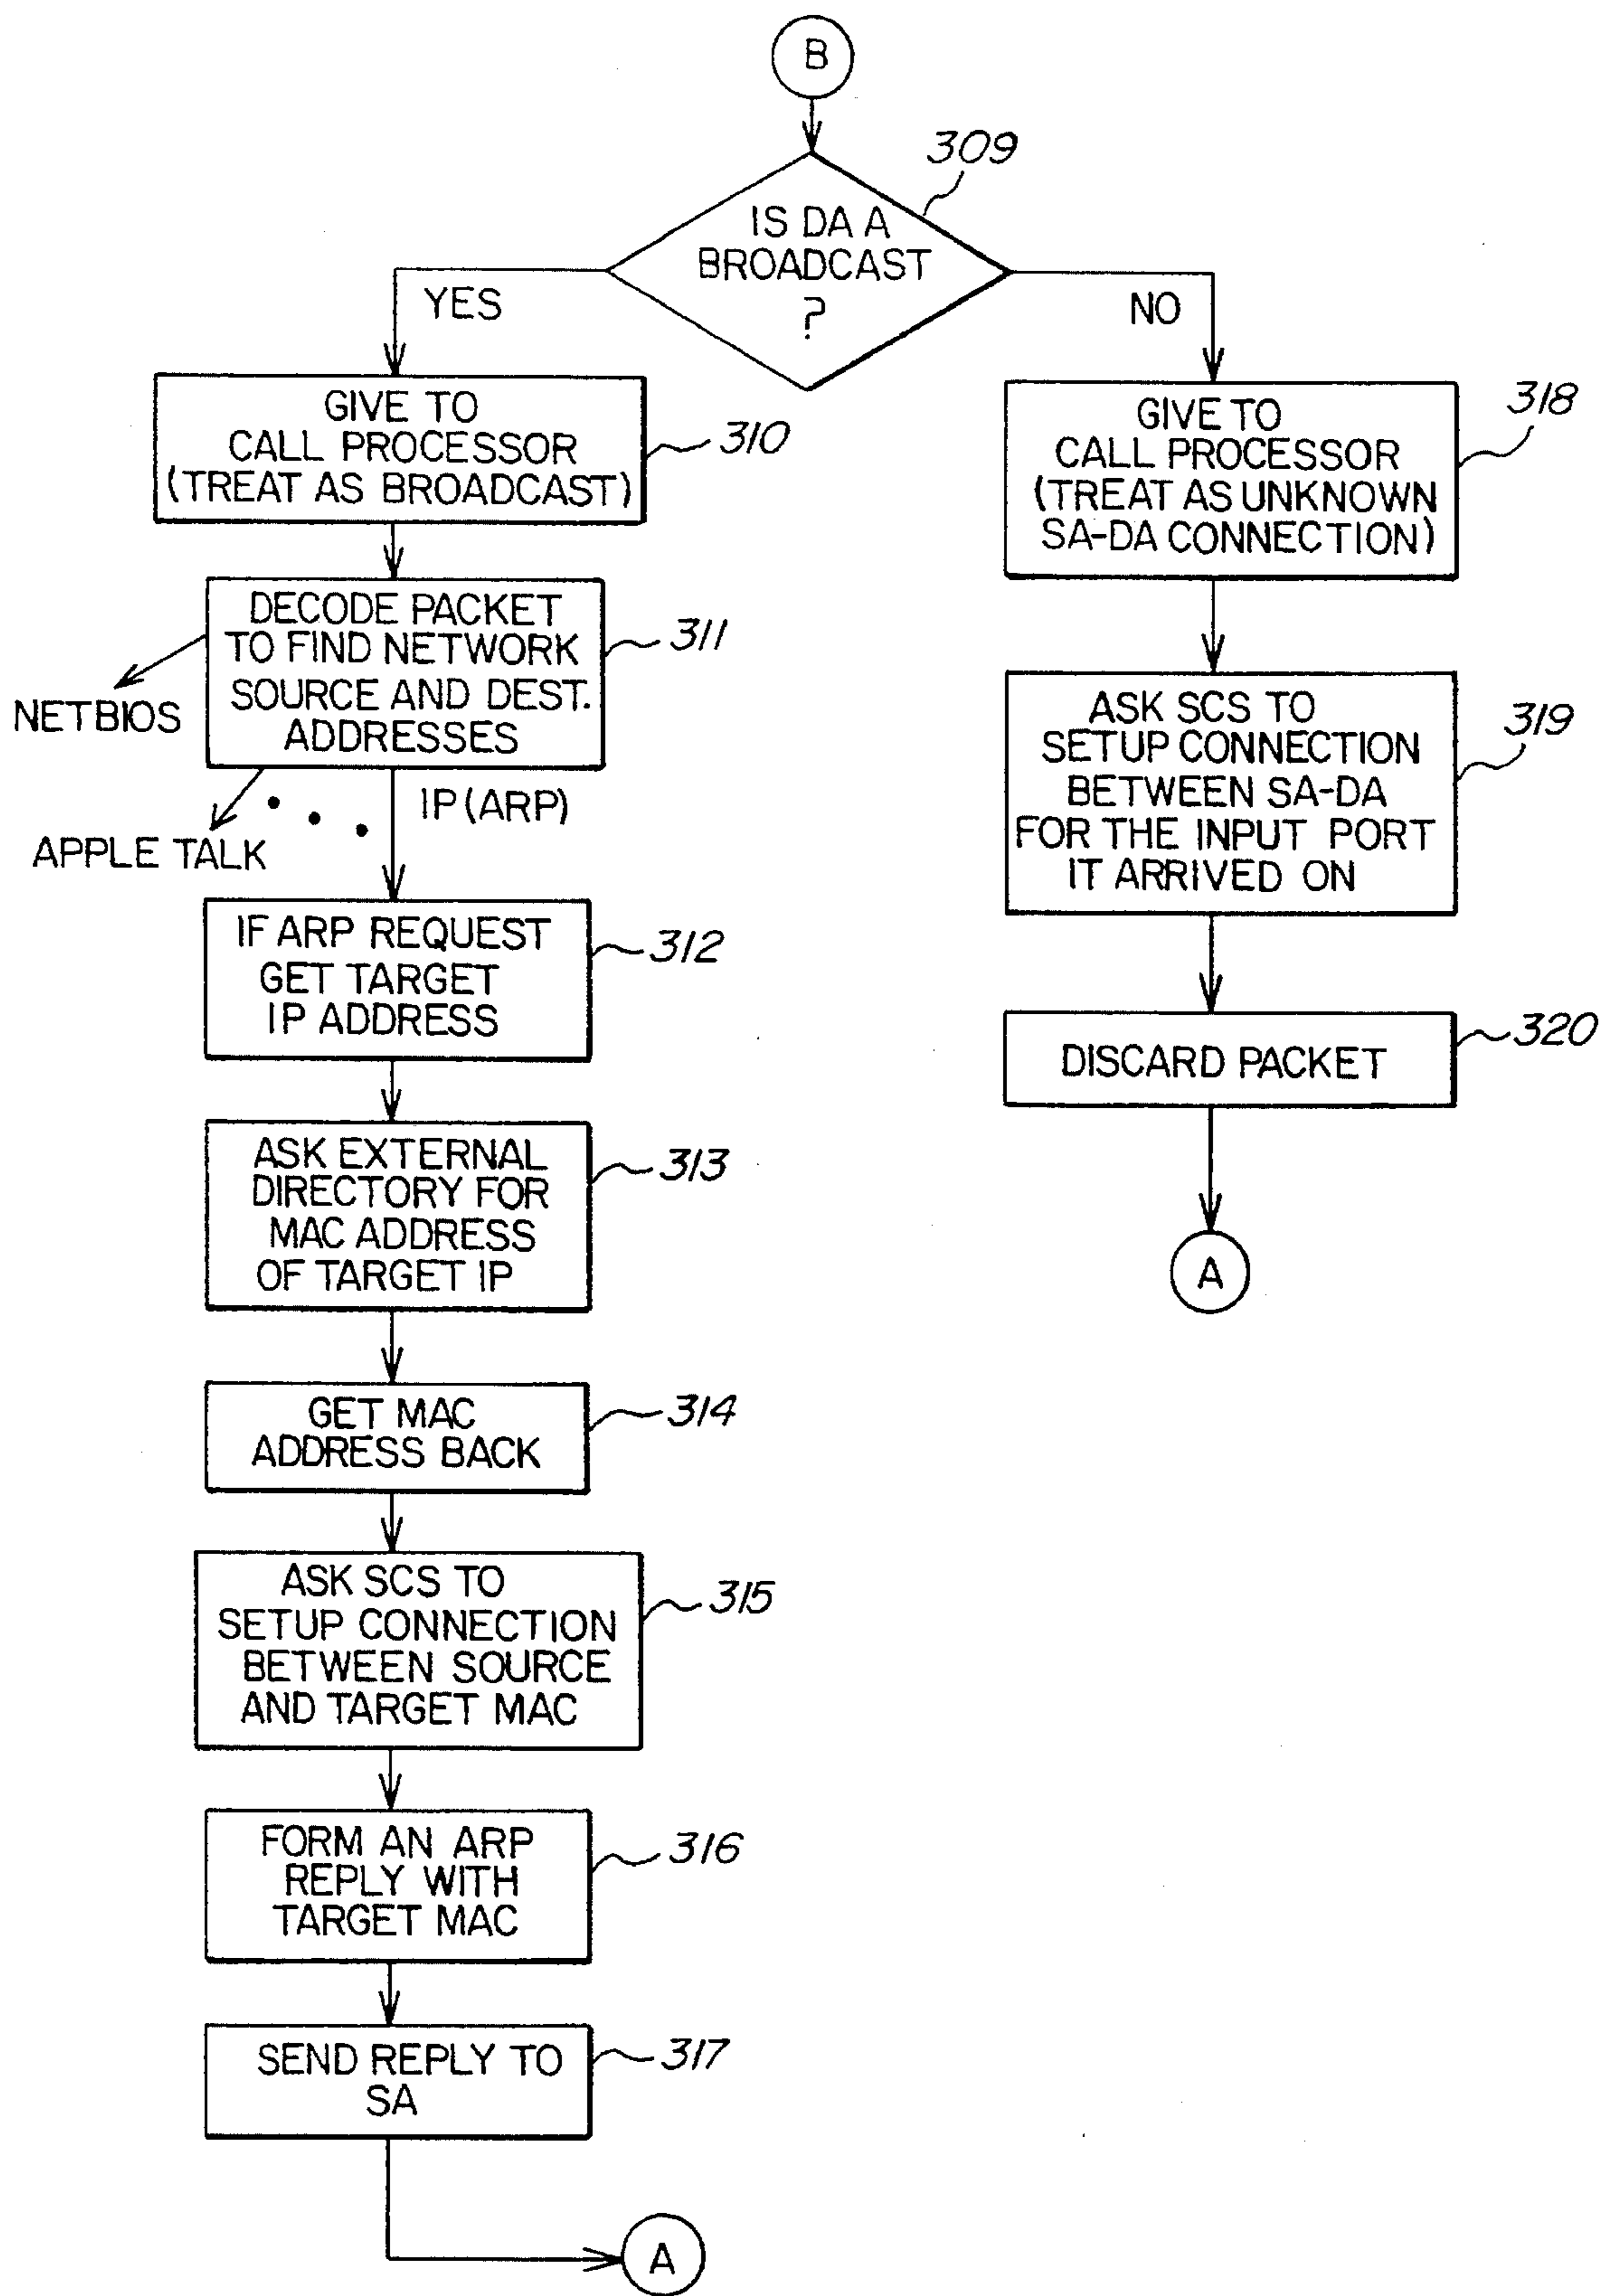 B
309
IS DA A
BROADCAST
?
YES
NO
GIVE TO
CALL PROCESSOR
(TREAT AS BROADCAST)
310
DECODE PACKET
TO FIND NETWORK
SOURCE AND DEST.
ADDRESSES
311
NETBIOS
APPLE TALK
IP (ARP)
IF ARP REQUEST
GET TARGET
IP ADDRESS
312
ASK EXTERNAL
DIRECTORY FOR
MAC ADDRESS
OF TARGET IP
313
GET MAC
ADDRESS BACK
314
ASK SCS TO
SETUP CONNECTION
BETWEEN SOURCE
AND TARGET MAC
315
FORM AN ARP
REPLY WITH
TARGET MAC
316
SEND REPLY TO
SA
317
A
GIVE TO
CALL PROCESSOR
(TREAT AS UNKNOWN
SA-DA CONNECTION)
318
ASK SCS TO
SETUP CONNECTION
BETWEEN SA-DA
FOR THE INPUT PORT
IT ARRIVED ON
319
DISCARD PACKET
320
A